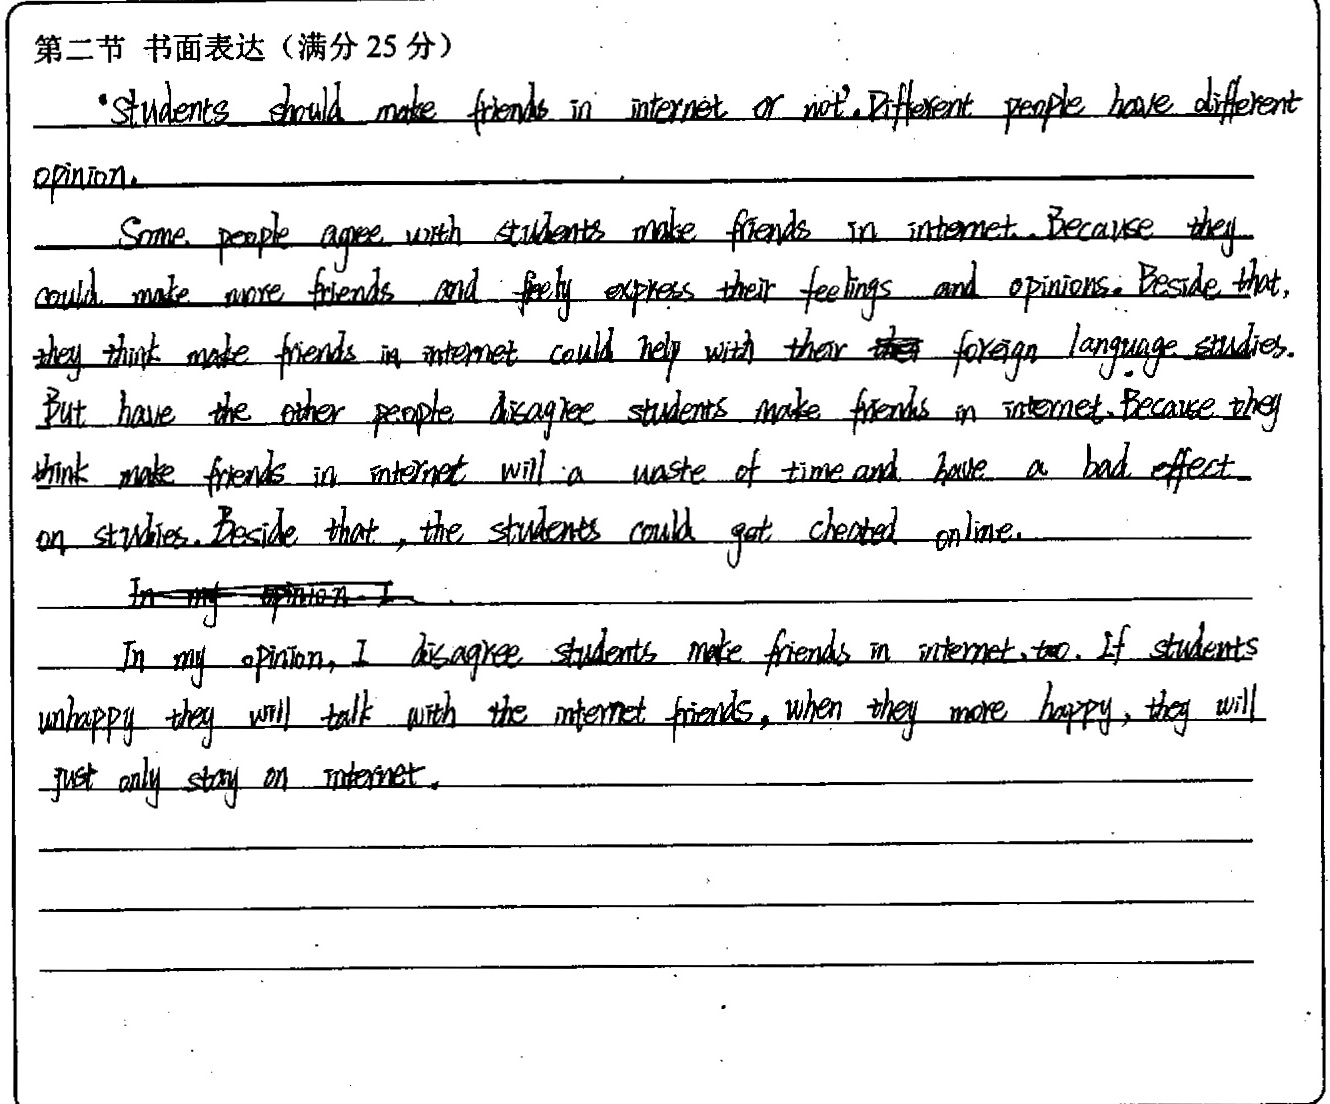 第二节 书面表达（满分 25 分）
"Students should make friends in internet or not". Different people have different
opinion.
Some people agree with students make friends in internet. Because they
could make more friends and feely express their feelings and opinions. Beside that,
they think make friends in internet could help with their foreign language studies.
But have the other people disagree students make friends in internet. Because they
think make friends in internet will a waste of time and have a bad effect
on studies. Beside that, the students could get cheated online.
In my opinion I
In my opinion, I disagree students make friends in internet, too. If students
unhappy they will talk with the internet friends, when they more happy, they will
just only stay on internet.